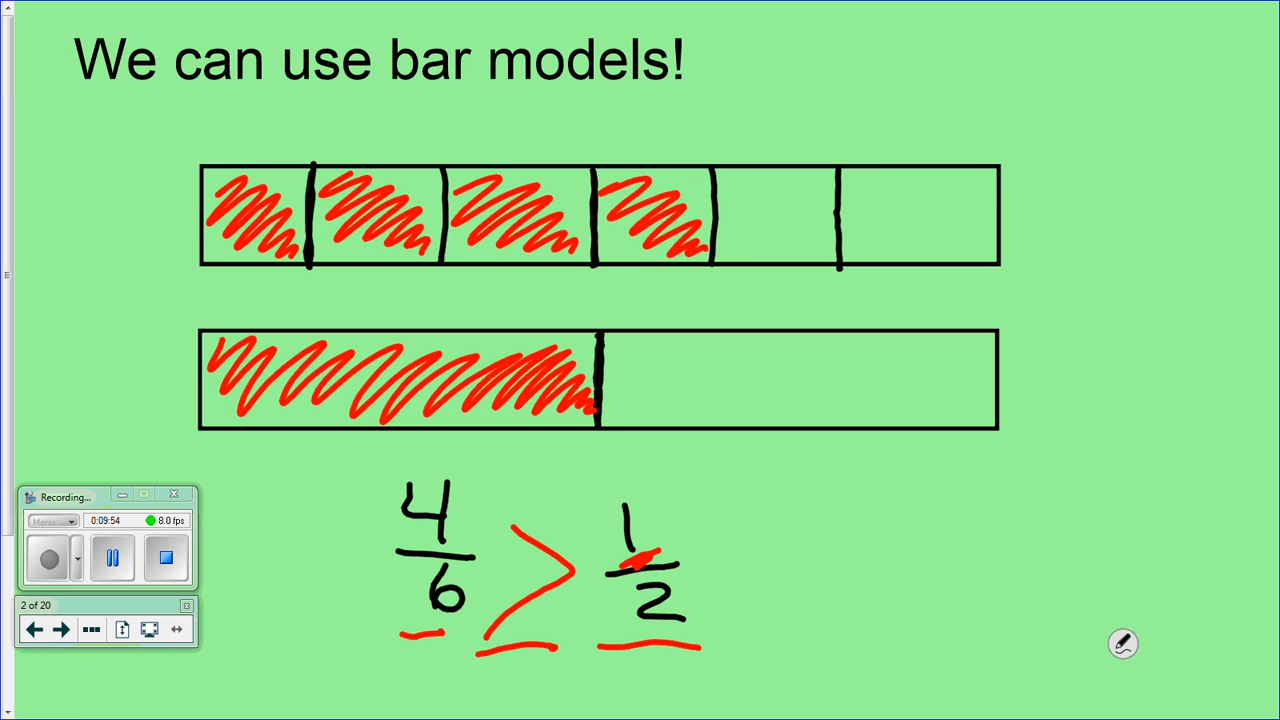 We can use bar models!
4/6 > 1/2
Recording...
Menu
0:09:54
8.0 fps
2 of 20